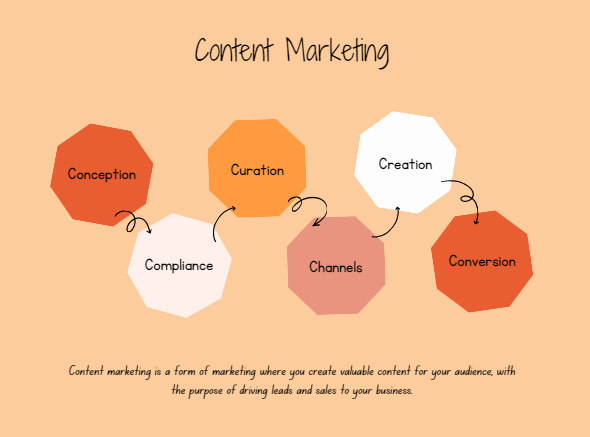 Content Marketing
Conception
Compliance
Curation
Channels
Creation
Conversion
Content marketing is a form of marketing where you create valuable content for your audience, with
the purpose of driving leads and sales to your business.